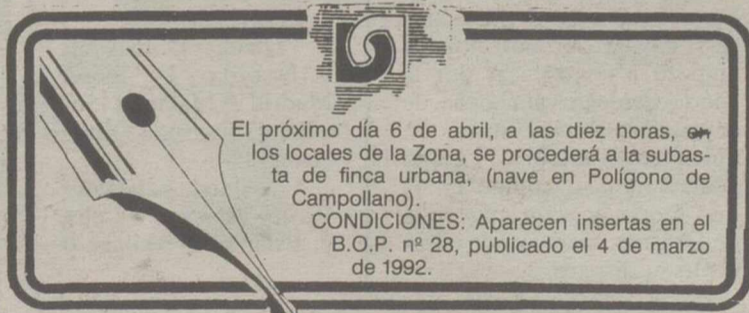 El próximo día 6 de abril, a las diez horas, en
los locales de la Zona, se procederá a la subas-
ta de finca urbana, (nave en Polígono de
Campollano).
CONDICIONES: Aparecen insertas en el
B.O.P. nº 28, publicado el 4 de marzo
de 1992.